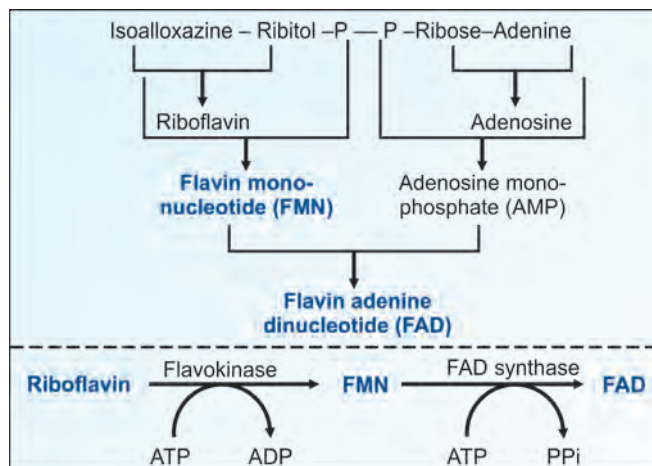 Isoalloxazine – Ribitol –P — P –Ribose–Adenine
Riboflavin Adenosine
Flavin mono- Adenosine mono-
nucleotide (FMN) phosphate (AMP)
Flavin adenine
dinucleotide (FAD)
Flavokinase FAD synthase
Riboflavin FMN FAD
ATP ADP ATP PPi